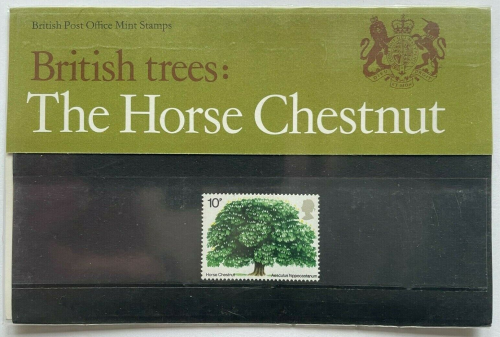 British Post Office Mint Stamps
British trees:
The Horse Chestnut
10P
Horse Chestnut Aesculus hippocastanum